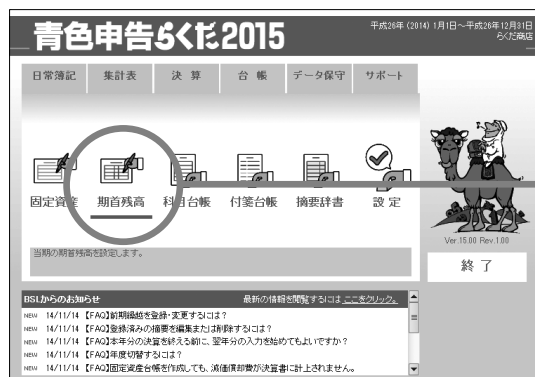 青色申告らくだ2015
平成26年 (2014) 1月1日～平成26年12月31日
らくだ商店
日常簿記 集計表 決 算 台 帳 データ保守 サポート
固定資産 期首残高 科目台帳 付箋台帳 摘要辞書 設 定
当期の期首残高を設定します。
Ver.15.00 Rev.1.00
終 了
BSLからのお知らせ 最新の情報を閲覧するには ここをクリック。
NEW 14/11/14 【FAQ】前期繰越を登録・変更するには？
NEW 14/11/14 【FAQ】登録済みの摘要を編集または削除するには？
NEW 14/11/14 【FAQ】本年分の決算を終える前に、翌年分の入力を始めてもよいですか？
NEW 14/11/14 【FAQ】年度切替するには？
NEW 14/11/14 【FAQ】固定資産台帳を作成しても、減価償却費が決算書に計上されません。